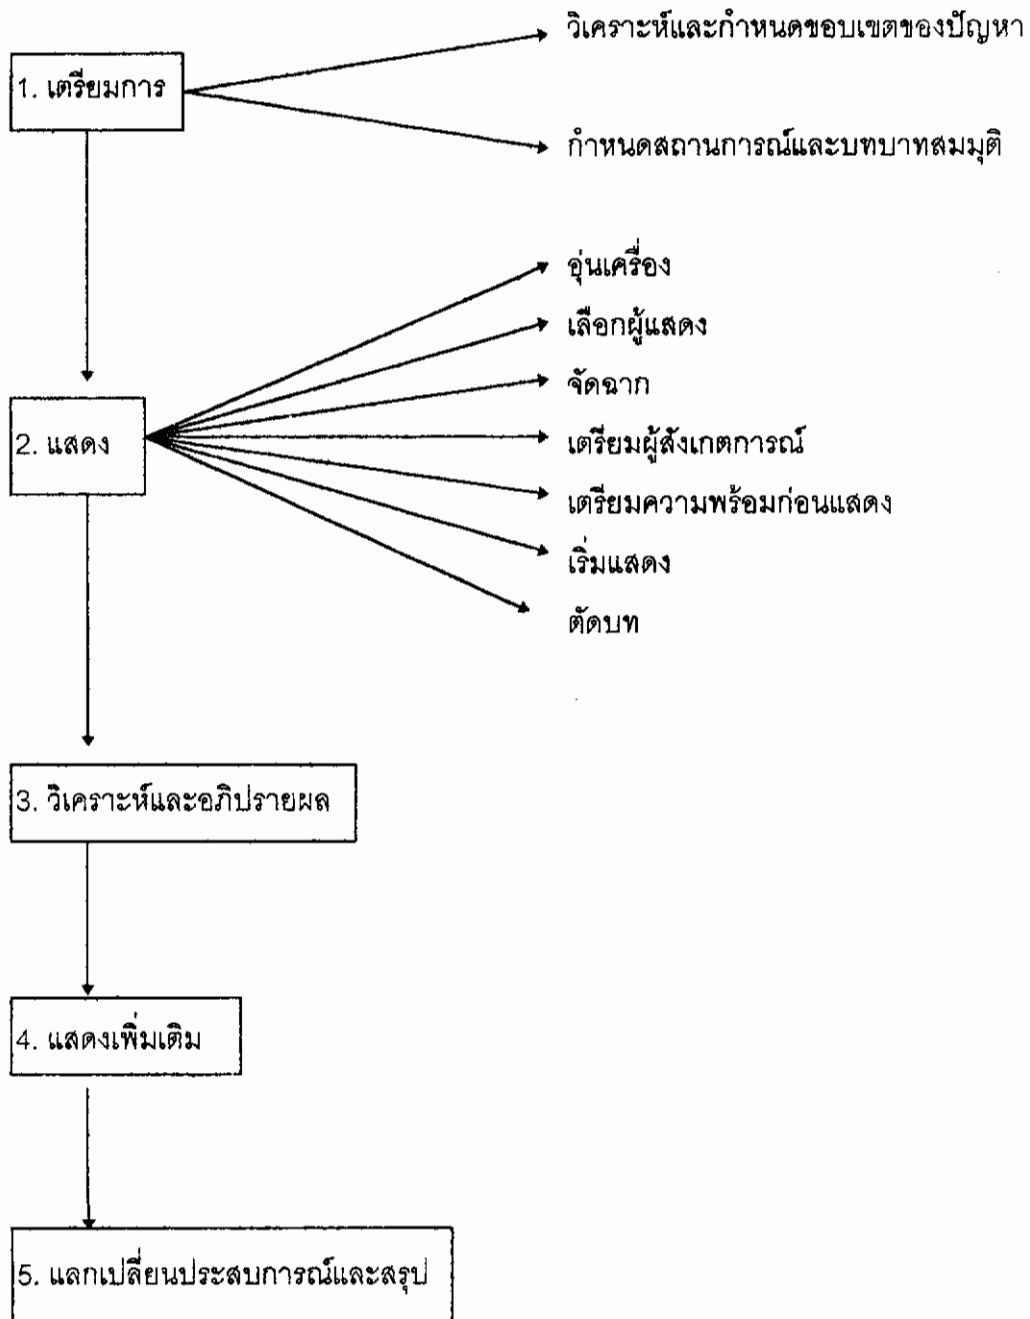 วิเคราะห์และกำหนดขอบเขตของปัญหา
1. เตรียมการ
กำหนดสถานการณ์และบทบาทสมมุติ
อุ่นเครื่อง
เลือกผู้แสดง
จัดฉาก
2. แสดง
เตรียมผู้สังเกตการณ์
เตรียมความพร้อมก่อนแสดง
เริ่มแสดง
ตัดบท
3. วิเคราะห์และอภิปรายผล
4. แสดงเพิ่มเติม
5. แลกเปลี่ยนประสบการณ์และสรุป